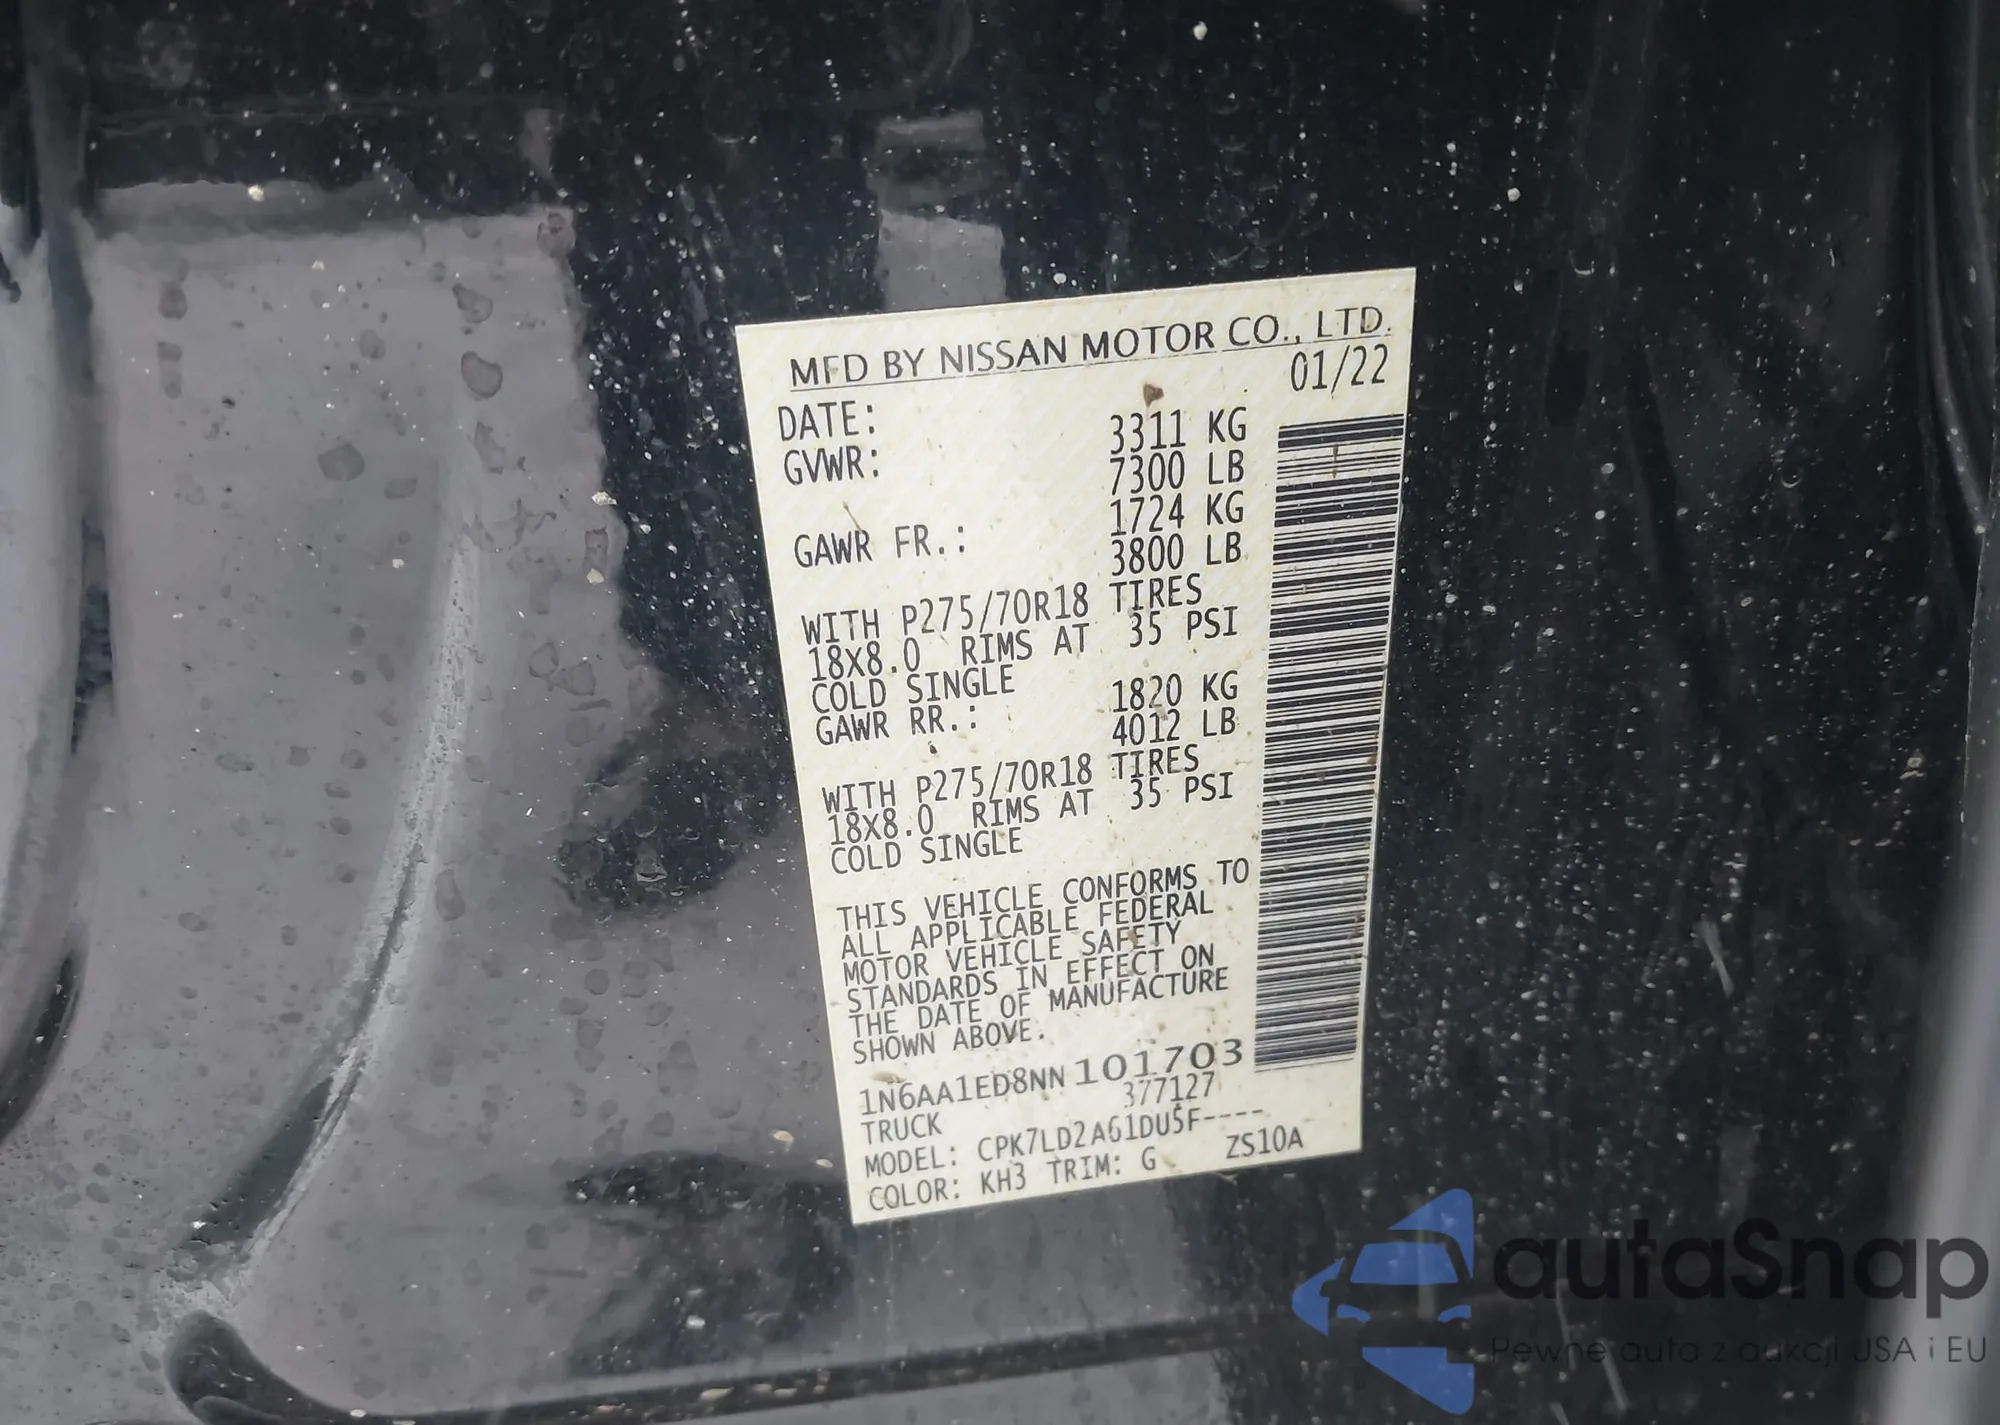 MFD BY NISSAN MOTOR CO., LTD.
DATE: 01/22
GVWR: 3311 KG
7300 LB
GAWR FR.: 1724 KG
3800 LB
WITH P275/70R18 TIRES
18X8.0 RIMS AT 35 PSI
COLD SINGLE
GAWR RR.: 1820 KG
4012 LB
WITH P275/70R18 TIRES
18X8.0 RIMS AT 35 PSI
COLD SINGLE
THIS VEHICLE CONFORMS TO
ALL APPLICABLE FEDERAL
MOTOR VEHICLE SAFETY
STANDARDS IN EFFECT ON
THE DATE OF MANUFACTURE
SHOWN ABOVE.
1N6AA1ED8NN101703
TRUCK 377127
MODEL: CPK7LD2A61DU5F----
COLOR: KH3 TRIM: G ZS10A
autaSnap
Pewne auta z aukcji USA i EU